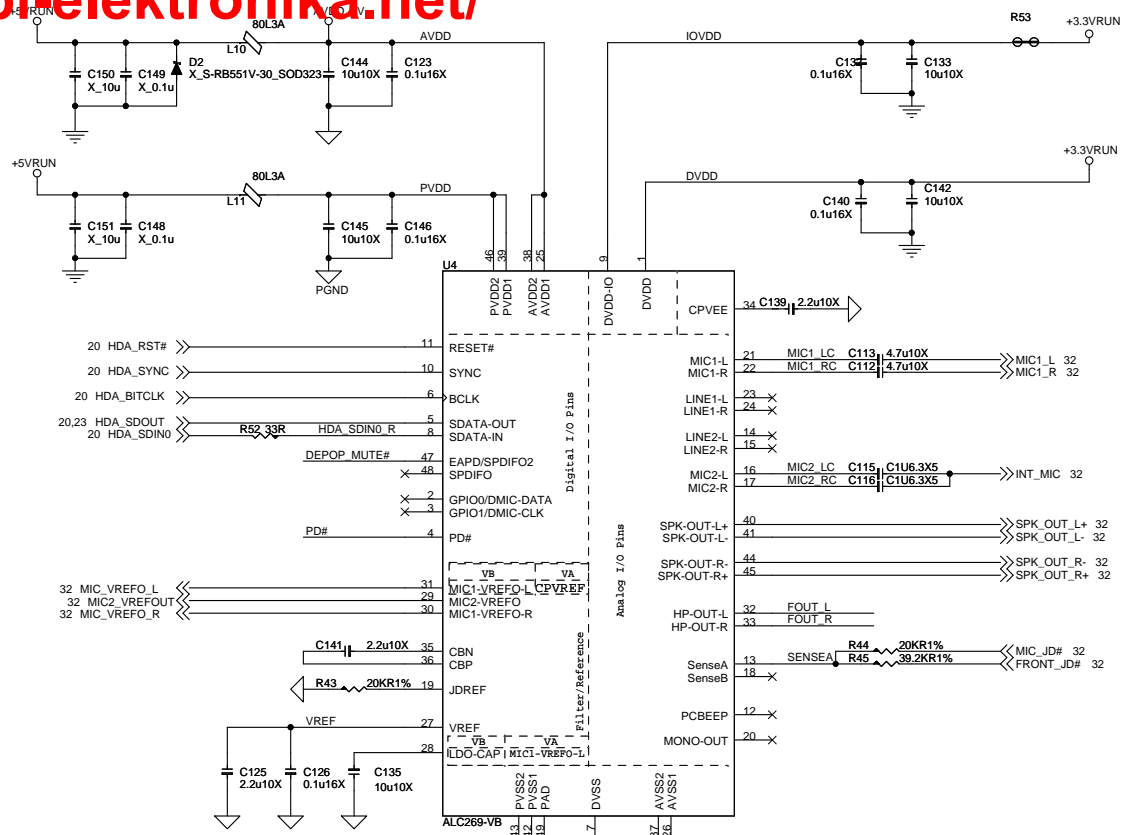 onelektronika.net/
+5VRUN
80L3A
L10
AVDD
C150
X_10u
C149
X_0.1u
D2
X_S-RB551V-30_SOD323
C144
10u10X
C123
0.1u16X
IOVDD
R53
+3.3VRUN
0.1u16X
C133
10u10X
+5VRUN
80L3A
L11
PVDD
C151
X_10u
C148
X_0.1u
C145
10u10X
C146
0.1u16X
PGND
DVDD
+3.3VRUN
C140
0.1u16X
C142
10u10X
U4
46 39 38 25 9 1
PVDD2 PVDD1 AVDD2 AVDD1 DVDD-IO DVDD
CPVEE 34 C139 2.2u10X
20 HDA_RST# 11 RESET#
20 HDA_SYNC 10 SYNC
20 HDA_BITCLK 6 BCLK
20,23 HDA_SDOUT 5 SDATA-OUT
20 HDA_SDIN0 R52 33R HDA_SDIN0_R 8 SDATA-IN
DEPOP_MUTE# 47 EAPD/SPDIFO2
48 SPDIFO
2 GPIO0/DMIC-DATA
3 GPIO1/DMIC-CLK
PD# 4 PD#
Digital I/O Pins
Analog I/O Pins
MIC1-L 21 MIC1_LC C113 4.7u10X MIC1_L 32
MIC1-R 22 MIC1_RC C112 4.7u10X MIC1_R 32
LINE1-L 23
LINE1-R 24
LINE2-L 14
LINE2-R 15
MIC2-L 16 MIC2_LC C115 C1U6.3X5 INT_MIC 32
MIC2-R 17 MIC2_RC C116 C1U6.3X5
SPK-OUT-L+ 40 SPK_OUT_L+ 32
SPK-OUT-L- 41 SPK_OUT_L- 32
SPK-OUT-R- 44 SPK_OUT_R- 32
SPK-OUT-R+ 45 SPK_OUT_R+ 32
VB VA
32 MIC_VREFO_L 31 MIC1-VREFO-L CPVREF
32 MIC2_VREFOUT 29 MIC2-VREFO
32 MIC_VREFO_R 30 MIC1-VREFO-R
HP-OUT-L 32 FOUT_L
HP-OUT-R 33 FOUT_R
C141 2.2u10X 35 CBN
36 CBP
R43 20KR1% 19 JDREF
Filter/Reference
SenseA 13 SENSEA R44 20KR1% MIC_JD# 32
R45 39.2KR1% FRONT_JD# 32
SenseB 18
VREF 27 VREF
PCBEEP 12
MONO-OUT 20
VB VA
28 LDO-CAP MIC1-VREFO-L
C125
2.2u10X
C126
0.1u16X
C135
10u10X
PVSS2 PVSS1 PAD DVSS AVSS2 AVSS1
7
ALC269-VB